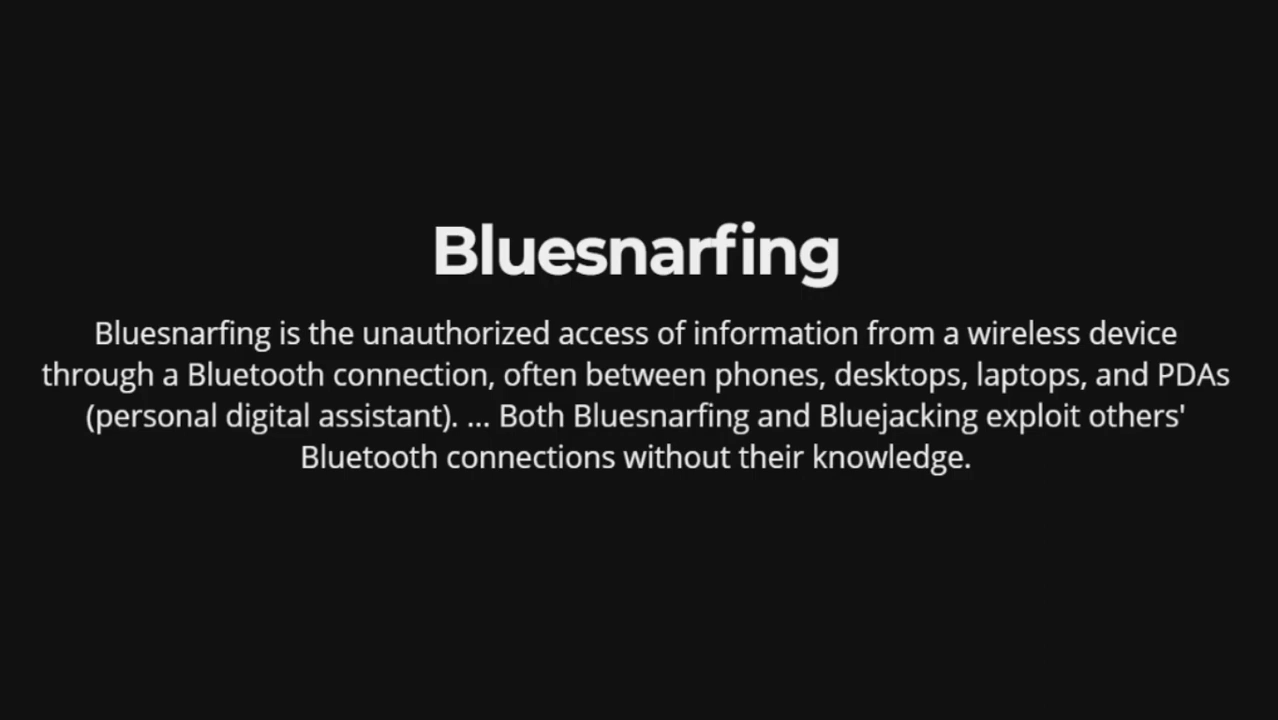 Bluesnarfing
Bluesnarfing is the unauthorized access of information from a wireless device
through a Bluetooth connection, often between phones, desktops, laptops, and PDAs
(personal digital assistant). ... Both Bluesnarfing and Bluejacking exploit others'
Bluetooth connections without their knowledge.